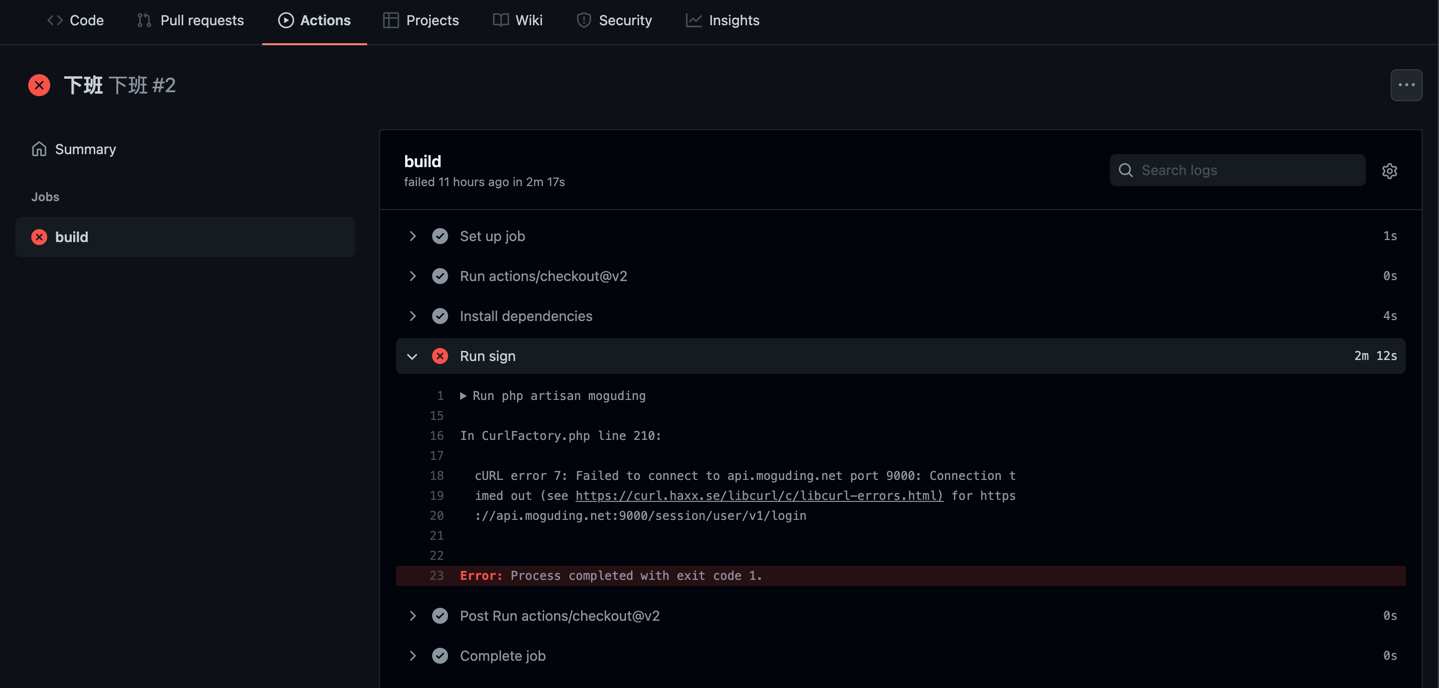 Code Pull requests Actions Projects Wiki Security Insights
下班 下班 #2
Summary
Jobs
build
build
failed 11 hours ago in 2m 17s
Search logs
Set up job 1s
Run actions/checkout@v2 0s
Install dependencies 4s
Run sign 2m 12s
1 Run php artisan moguding
15
16 In CurlFactory.php line 210:
17
18 cURL error 7: Failed to connect to api.moguding.net port 9000: Connection t
19 imed out (see https://curl.haxx.se/libcurl/c/libcurl-errors.html) for https
20 ://api.moguding.net:9000/session/user/v1/login
21
22
23 Error: Process completed with exit code 1.
Post Run actions/checkout@v2 0s
Complete job 0s